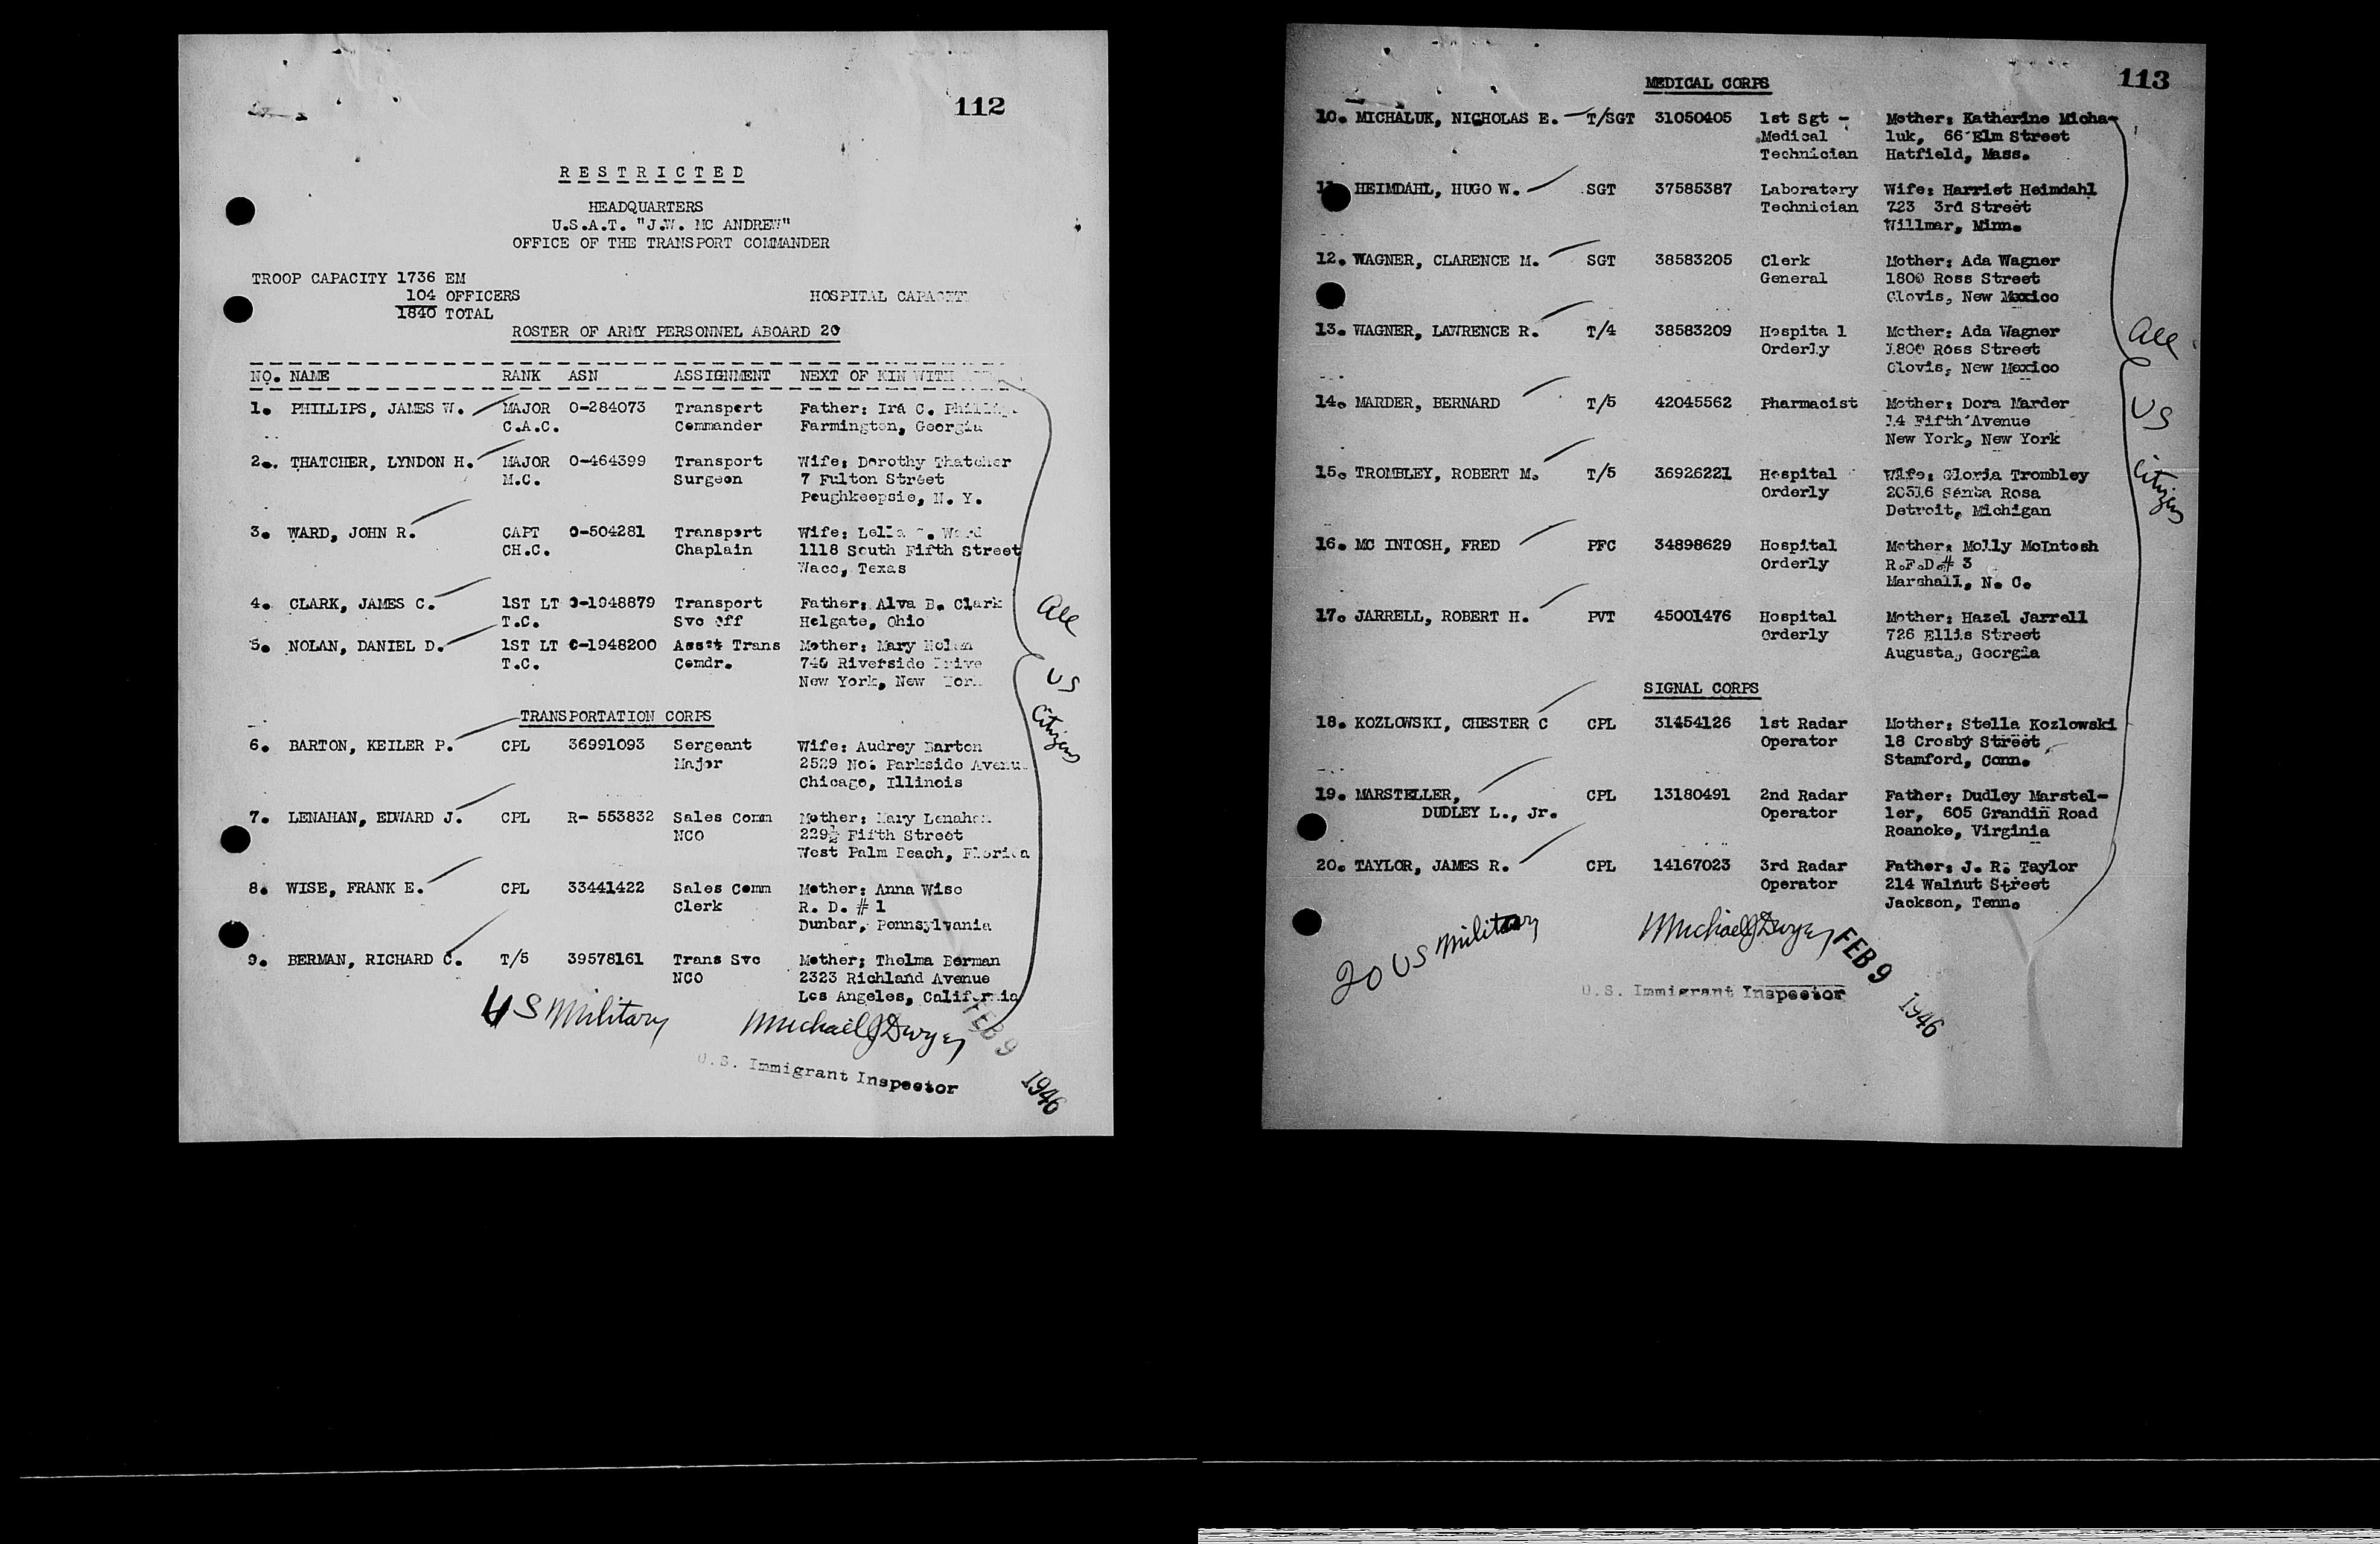 112
RESTRICTED
HEADQUARTERS
U.S.A.T. "J.W. MC ANDREW"
OFFICE OF THE TRANSPORT COMMANDER
TROOP CAPACITY 1736 EM
104 OFFICERS HOSPITAL
1840 TOTAL
ROSTER OF ARMY PERSONNEL ABOARD 20
NO. NAME RANK ASN ASSIGNMENT NEXT OF KIN WITH
1. PHILLIPS, JAMES W. MAJOR O-284073 Transport Father: Ira C.
C.A.C. Commander Farmington, Georgia
2. THATCHER, LYNDON H. MAJOR O-464399 Transport Wife: Dorothy Thatcher
M.C. Surgeon 7 Fulton Street
Poughkeepsie, N. Y.
3. WARD, JOHN R. CAPT O-504281 Transport Wife: Ward
CH.C. Chaplain 1118 South Fifth Street
Waco, Texas
4. CLARK, JAMES C. 1ST LT O-1948879 Transport Father: Alva B. Clark
T.C. Svc Off Holgate, Ohio
5. NOLAN, DANIEL D. 1ST LT O-1948200 Ass't Trans Mother: Mary Nolan
T.C. Comdr. Riverside Drive
New York, New York
TRANSPORTATION CORPS
6. BARTON, KEILER P. CPL 36991093 Sergeant Wife: Audrey Barton
Major 2529 No. Parkside Avenue
Chicago, Illinois
7. LENAHAN, EDWARD J. CPL R- 553832 Sales Comm Mother: Mary Lenahan
NCO 229½ Fifth Street
West Palm Beach, Florida
8. WISE, FRANK E. CPL 33441422 Sales Comm Mother: Anna Wise
Clerk R. D. # 1
Dunbar, Pennsylvania
9. BERMAN, RICHARD C. T/5 39578161 Trans Svc Mother: Thelma Berman
NCO 2323 Richland Avenue
Los Angeles, California
All
US
Citizens
US Military Michael J Dwyer FEB 9 1946
U.S. Immigrant Inspector
113
MEDICAL CORPS
10. MICHALUK, NICHOLAS E. T/SGT 31050405 1st Sgt - Mother: Katherine Micha-
Medical luk, 66 Elm Street
Technician Hatfield, Mass.
11 HEIMDAHL, HUGO W. SGT 37585387 Laboratory Wife: Harriet Heimdahl
Technician 723 3rd Street
Willmar, Minn.
12. WAGNER, CLARENCE M. SGT 38583205 Clerk Mother: Ada Wagner
General 1800 Ross Street
Clovis, New Mexico
13. WAGNER, LAWRENCE R. T/4 38583209 Hospita l Mother: Ada Wagner
Orderly 1800 Ross Street
Clovis, New Mexico
14. MARDER, BERNARD T/5 42045562 Pharmacist Mother: Dora Marder
14 Fifth Avenue
New York, New York
15. TROMBLEY, ROBERT M. T/5 36926221 Hospital Wife: Gloria Trombley
Orderly Santa Rosa
Detroit, Michigan
16. MC INTOSH, FRED PFC 34898629 Hospital Mother: Molly McIntosh
Orderly R.F.D.# 3
Marshall, N. C.
17. JARRELL, ROBERT H. PVT 45001476 Hospital Mother: Hazel Jarrell
Orderly 726 Ellis Street
Augusta, Georgia
SIGNAL CORPS
18. KOZLOWSKI, CHESTER C CPL 31454126 1st Radar Mother: Stella Kozlowski
Operator 18 Crosby Street
Stamford, Conn.
19. MARSTELLER, CPL 13180491 2nd Radar Father: Dudley Marstel-
DUDLEY L., Jr. Operator ler, 605 Grandin Road
Roanoke, Virginia
20. TAYLOR, JAMES R. CPL 14167023 3rd Radar Father: J. R. Taylor
Operator 214 Walnut Street
Jackson, Tenn.
All
US
Citizens
20 US Military Michael J Dwyer FEB 9 1946
U.S. Immigrant Inspector